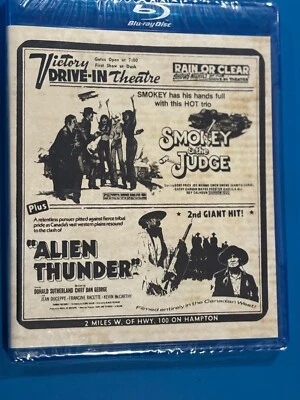 Blu-ray Disc
Victory
DRIVE-IN Theatre
Gates Open at 7:00
First Show at Dusk
RAIN OR CLEAR
SMOKEY has his hands full
with this HOT trio
SMOKEY
& the
JUDGE
Plus
A relentless pursuer pitted against fierce tribal
pride as Canada's vast western plains resound
to the clash of
2nd GIANT HIT!
"ALIEN
THUNDER"
DONALD SUTHERLAND CHIEF DAN GEORGE
JEAN DUCEPPE · FRANCINE RACETTE · KEVIN McCARTHY
Filmed entirely in the Canadian West!
2 MILES W. OF HWY. 100 ON HAMPTON